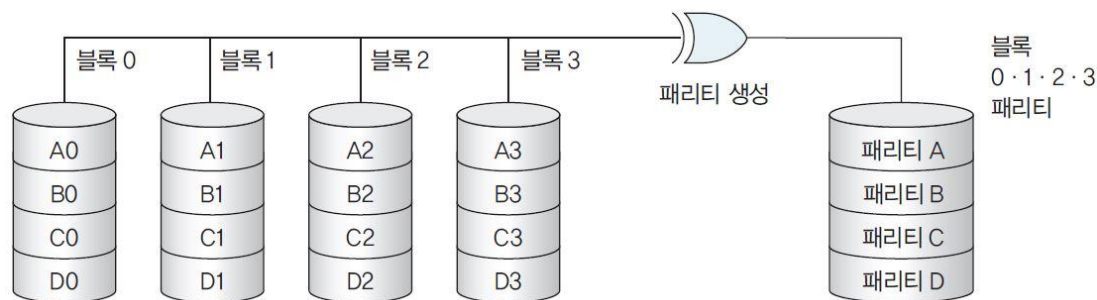 블록 0
블록 1
블록 2
블록 3
패리티 생성
블록
0 · 1 · 2 · 3
패리티
A0
A1
A2
A3
패리티 A
B0
B1
B2
B3
패리티 B
C0
C1
C2
C3
패리티 C
D0
D1
D2
D3
패리티 D